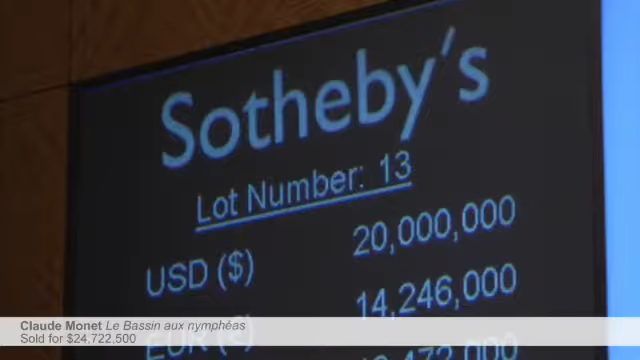 Sotheby's
Lot Number: 13
USD ($) 20,000,000
14,246,000
EUR (€)
Claude Monet Le Bassin aux nymphéas
Sold for $24,722,500